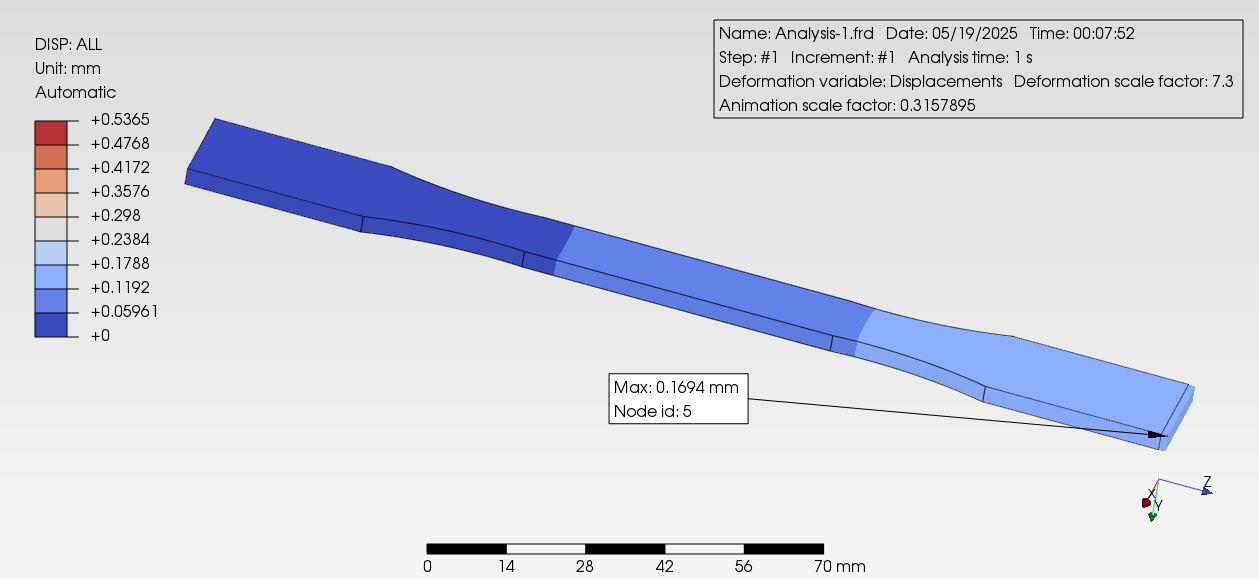 DISP: ALL
Unit: mm
Automatic
+0.5365
+0.4768
+0.4172
+0.3576
+0.298
+0.2384
+0.1788
+0.1192
+0.05961
+0
Name: Analysis-1.frd Date: 05/19/2025 Time: 00:07:52
Step: #1 Increment: #1 Analysis time: 1 s
Deformation variable: Displacements Deformation scale factor: 7.3
Animation scale factor: 0.3157895
Max: 0.1694 mm
Node id: 5
Z
X
Y
0 14 28 42 56 70 mm